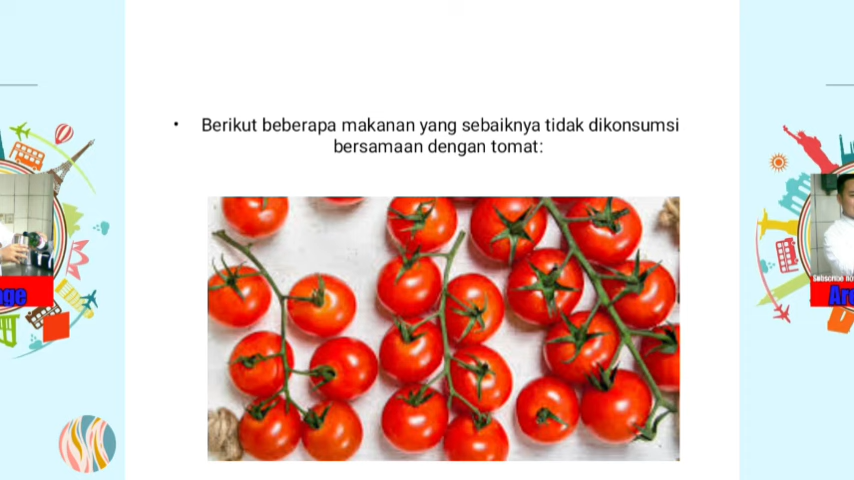 • Berikut beberapa makanan yang sebaiknya tidak dikonsumsi
bersamaan dengan tomat: